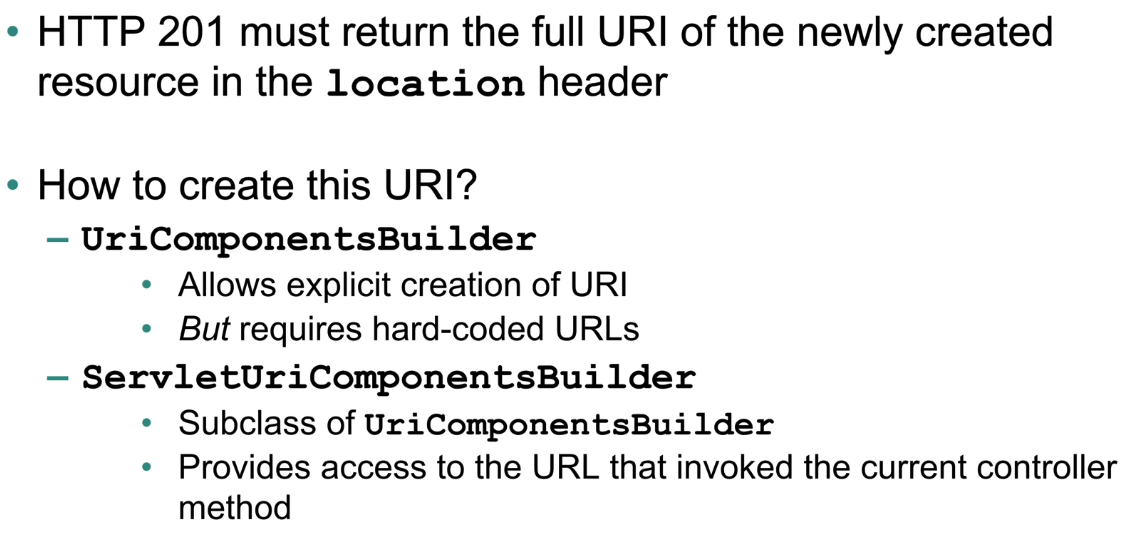 • HTTP 201 must return the full URI of the newly created
resource in the location header
• How to create this URI?
– UriComponentsBuilder
• Allows explicit creation of URI
• But requires hard-coded URLs
– ServletUriComponentsBuilder
• Subclass of UriComponentsBuilder
• Provides access to the URL that invoked the current controller
method